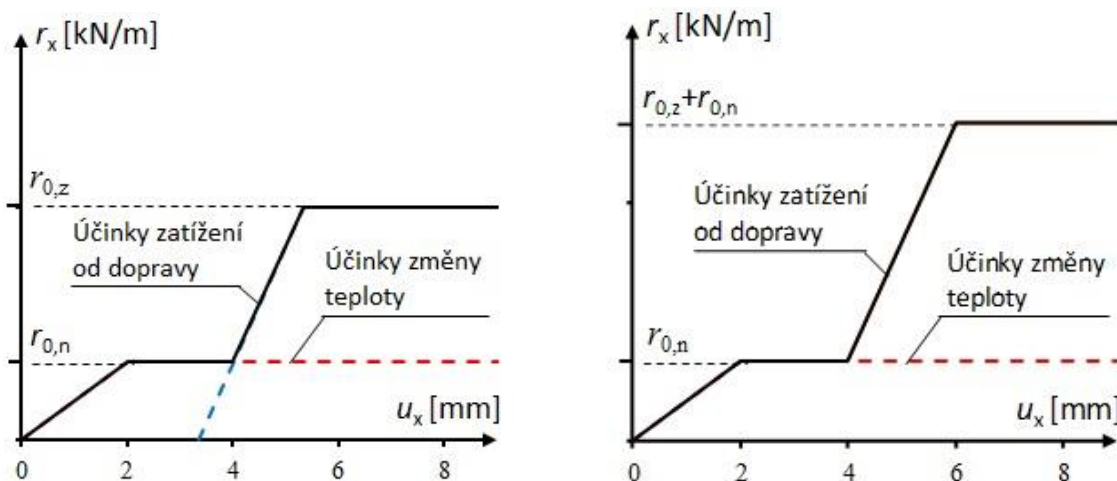 r_x [kN/m]
r_0,z
Účinky zatížení
od dopravy
Účinky změny
teploty
r_0,n
u_x [mm]
0 2 4 6 8
r_x [kN/m]
r_0,z+r_0,n
Účinky zatížení
od dopravy
Účinky změny
teploty
r_0,n
u_x [mm]
0 2 4 6 8